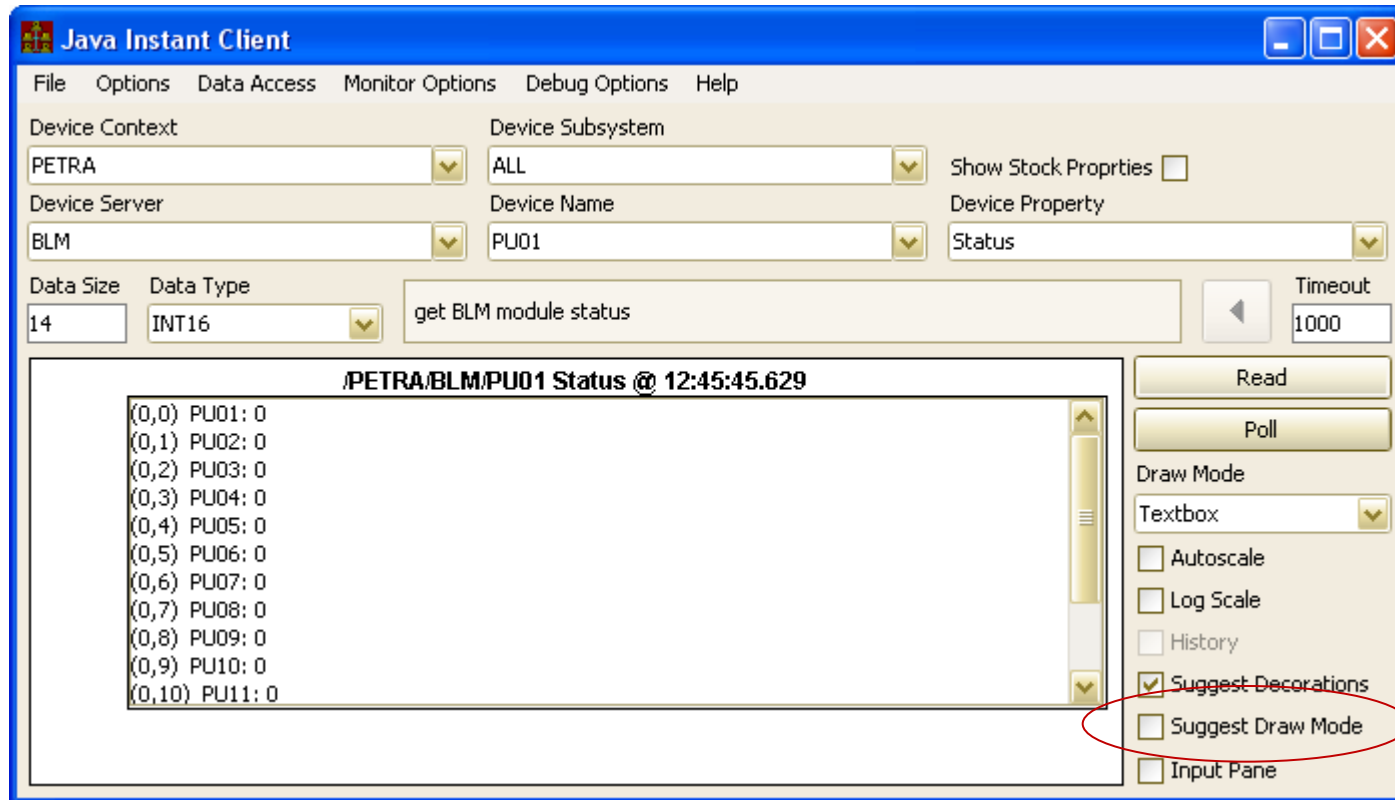 Java Instant Client
File Options Data Access Monitor Options Debug Options Help
Device Context Device Subsystem
PETRA ALL Show Stock Proprties
Device Server Device Name Device Property
BLM PU01 Status
Data Size Data Type Timeout
14 INT16 get BLM module status 1000
/PETRA/BLM/PU01 Status @ 12:45:45.629
(0,0) PU01: 0
(0,1) PU02: 0
(0,2) PU03: 0
(0,3) PU04: 0
(0,4) PU05: 0
(0,5) PU06: 0
(0,6) PU07: 0
(0,7) PU08: 0
(0,8) PU09: 0
(0,9) PU10: 0
(0,10) PU11: 0
Read
Poll
Draw Mode
Textbox
Autoscale
Log Scale
History
Suggest Decorations
Suggest Draw Mode
Input Pane